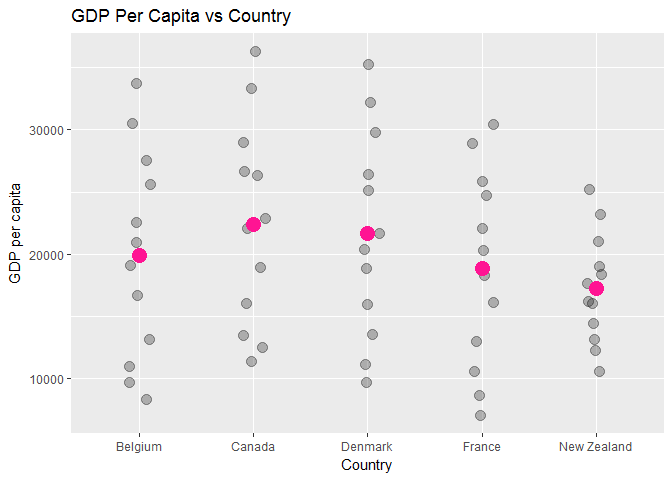 GDP Per Capita vs Country
GDP per capita
30000
20000
10000
Belgium Canada Denmark France New Zealand
Country